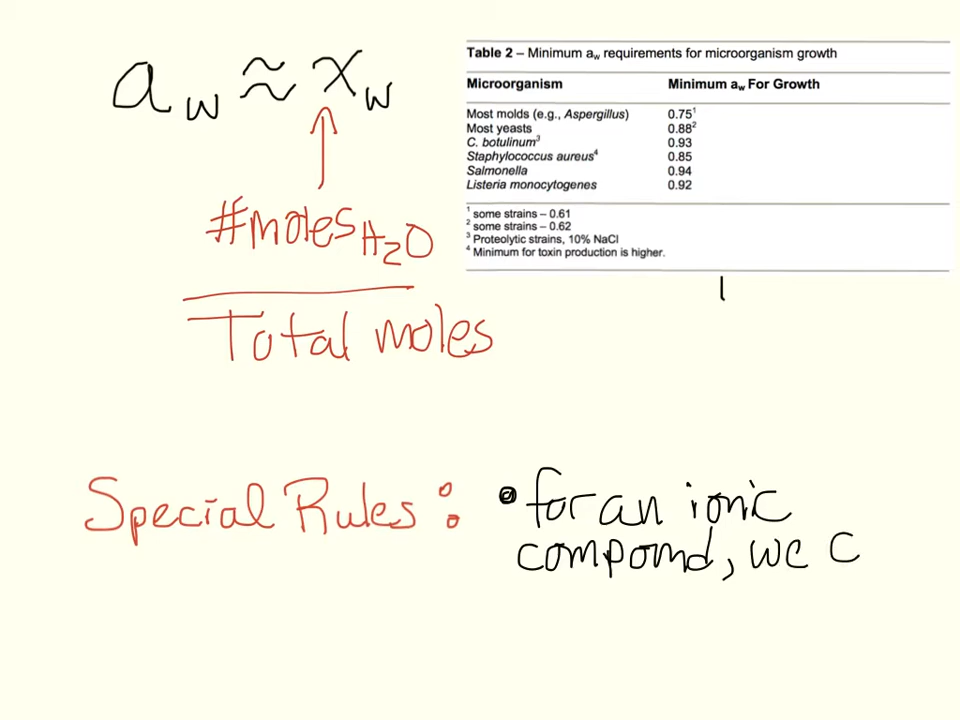 a_w ≈ x_w
#moles H₂O
Total moles
Table 2 – Minimum a_w requirements for microorganism growth
Microorganism Minimum a_w For Growth
Most molds (e.g., Aspergillus) 0.75¹
Most yeasts 0.88²
C. botulinum³ 0.93
Staphylococcus aureus⁴ 0.85
Salmonella 0.94
Listeria monocytogenes 0.92
¹ some strains – 0.61
² some strains – 0.62
³ Proteolytic strains, 10% NaCl
⁴ Minimum for toxin production is higher.
Special Rules: • for an ionic
compound, we c